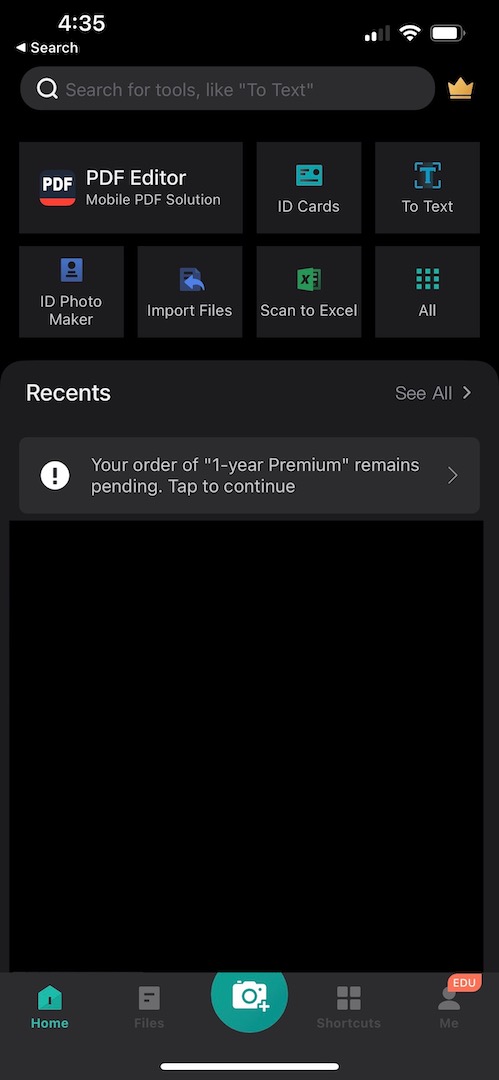 4:35
◀ Search
Search for tools, like "To Text"
PDF
PDF Editor
Mobile PDF Solution
ID Cards
T
To Text
ID Photo
Maker
Import Files
X
Scan to Excel
All
Recents
See All >
! Your order of "1-year Premium" remains
pending. Tap to continue
EDU
Home
Files
Shortcuts
Me